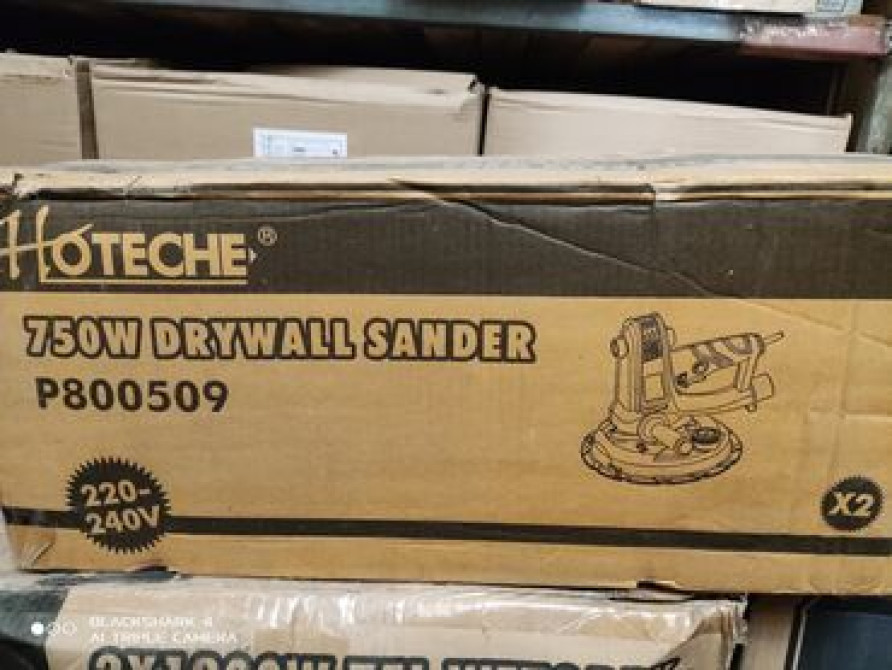 HOTECHE®
750W DRYWALL SANDER
P800509
220-
240V
X2
BLACKSHARK 4
AI TRIPLE CAMERA